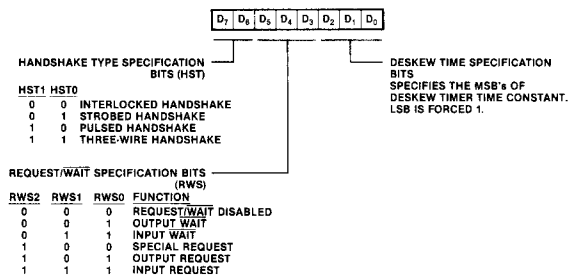 D7 D6 D5 D4 D3 D2 D1 D0
HANDSHAKE TYPE SPECIFICATION
BITS (HST)
HST1 HST0
0 0 INTERLOCKED HANDSHAKE
0 1 STROBED HANDSHAKE
1 0 PULSED HANDSHAKE
1 1 THREE-WIRE HANDSHAKE
DESKEW TIME SPECIFICATION
BITS
SPECIFIES THE MSB's OF
DESKEW TIMER TIME CONSTANT.
LSB IS FORCED 1.
REQUEST/WAIT SPECIFICATION BITS
(RWS)
RWS2 RWS1 RWS0 FUNCTION
0 0 0 REQUEST/WAIT DISABLED
0 0 1 OUTPUT WAIT
0 1 1 INPUT WAIT
1 0 0 SPECIAL REQUEST
1 0 1 OUTPUT REQUEST
1 1 1 INPUT REQUEST